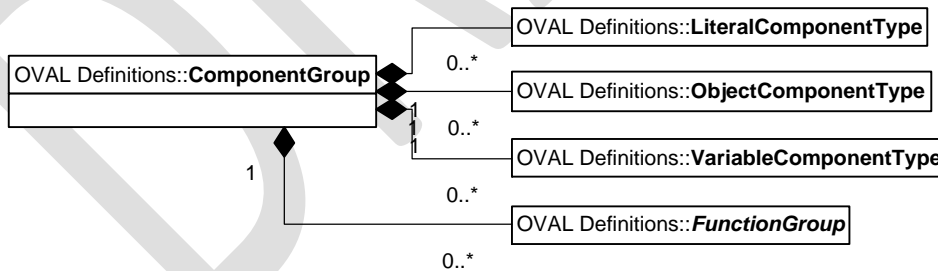 OVAL Definitions::LiteralComponentType
0..*
OVAL Definitions::ComponentGroup
OVAL Definitions::ObjectComponentType
1
1
1
0..*
OVAL Definitions::VariableComponentType
1
0..*
OVAL Definitions::FunctionGroup
0..*